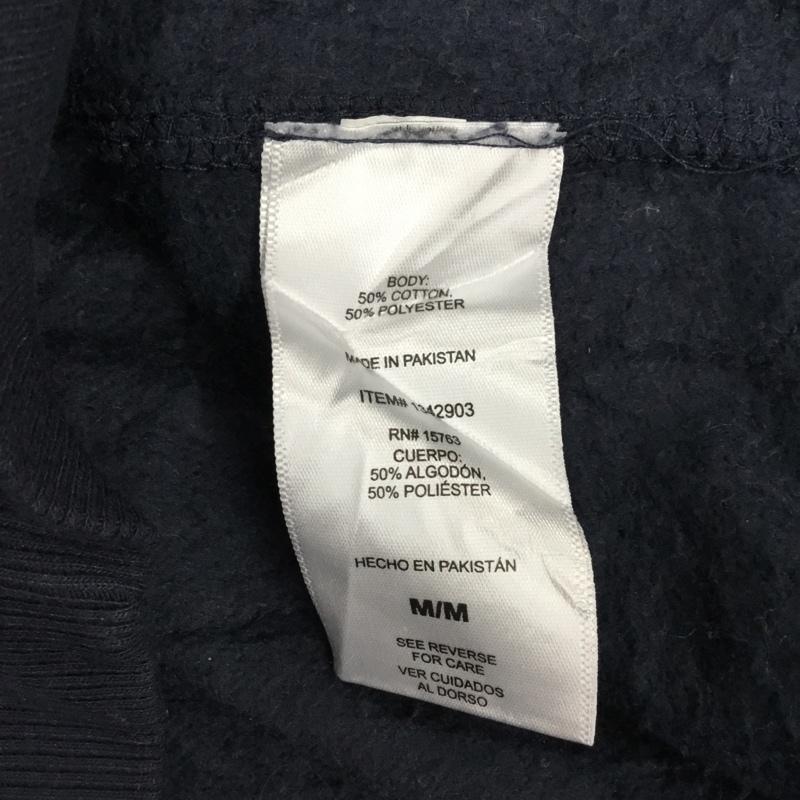 BODY:
50% COTTON,
50% POLYESTER
MADE IN PAKISTAN
ITEM# 1342903
RN# 15763
CUERPO:
50% ALGODÓN,
50% POLIÉSTER
HECHO EN PAKISTÁN
M/M
SEE REVERSE
FOR CARE
VER CUIDADOS
AL DORSO